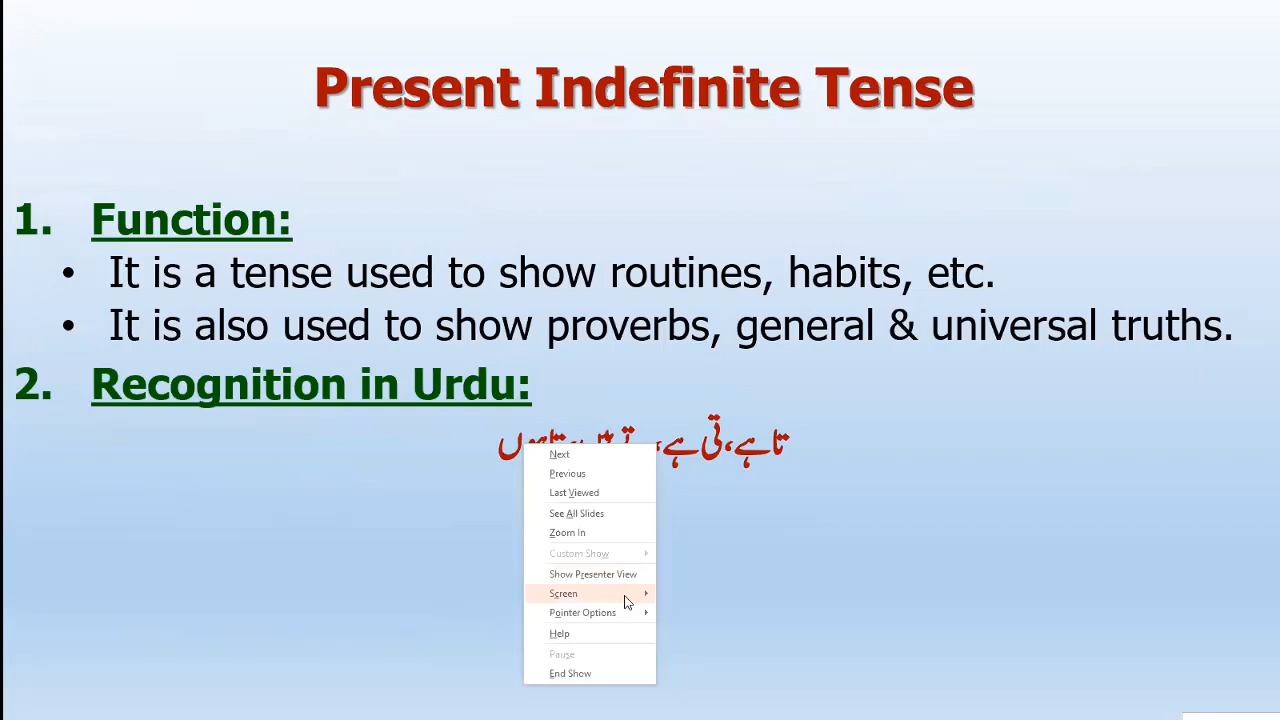 Present Indefinite Tense
1. Function:
• It is a tense used to show routines, habits, etc.
• It is also used to show proverbs, general & universal truths.
2. Recognition in Urdu:
تا ہے، تی ہے،
Next
Previous
Last Viewed
See All Slides
Zoom In
Custom Show
Show Presenter View
Screen
Pointer Options
Help
Pause
End Show